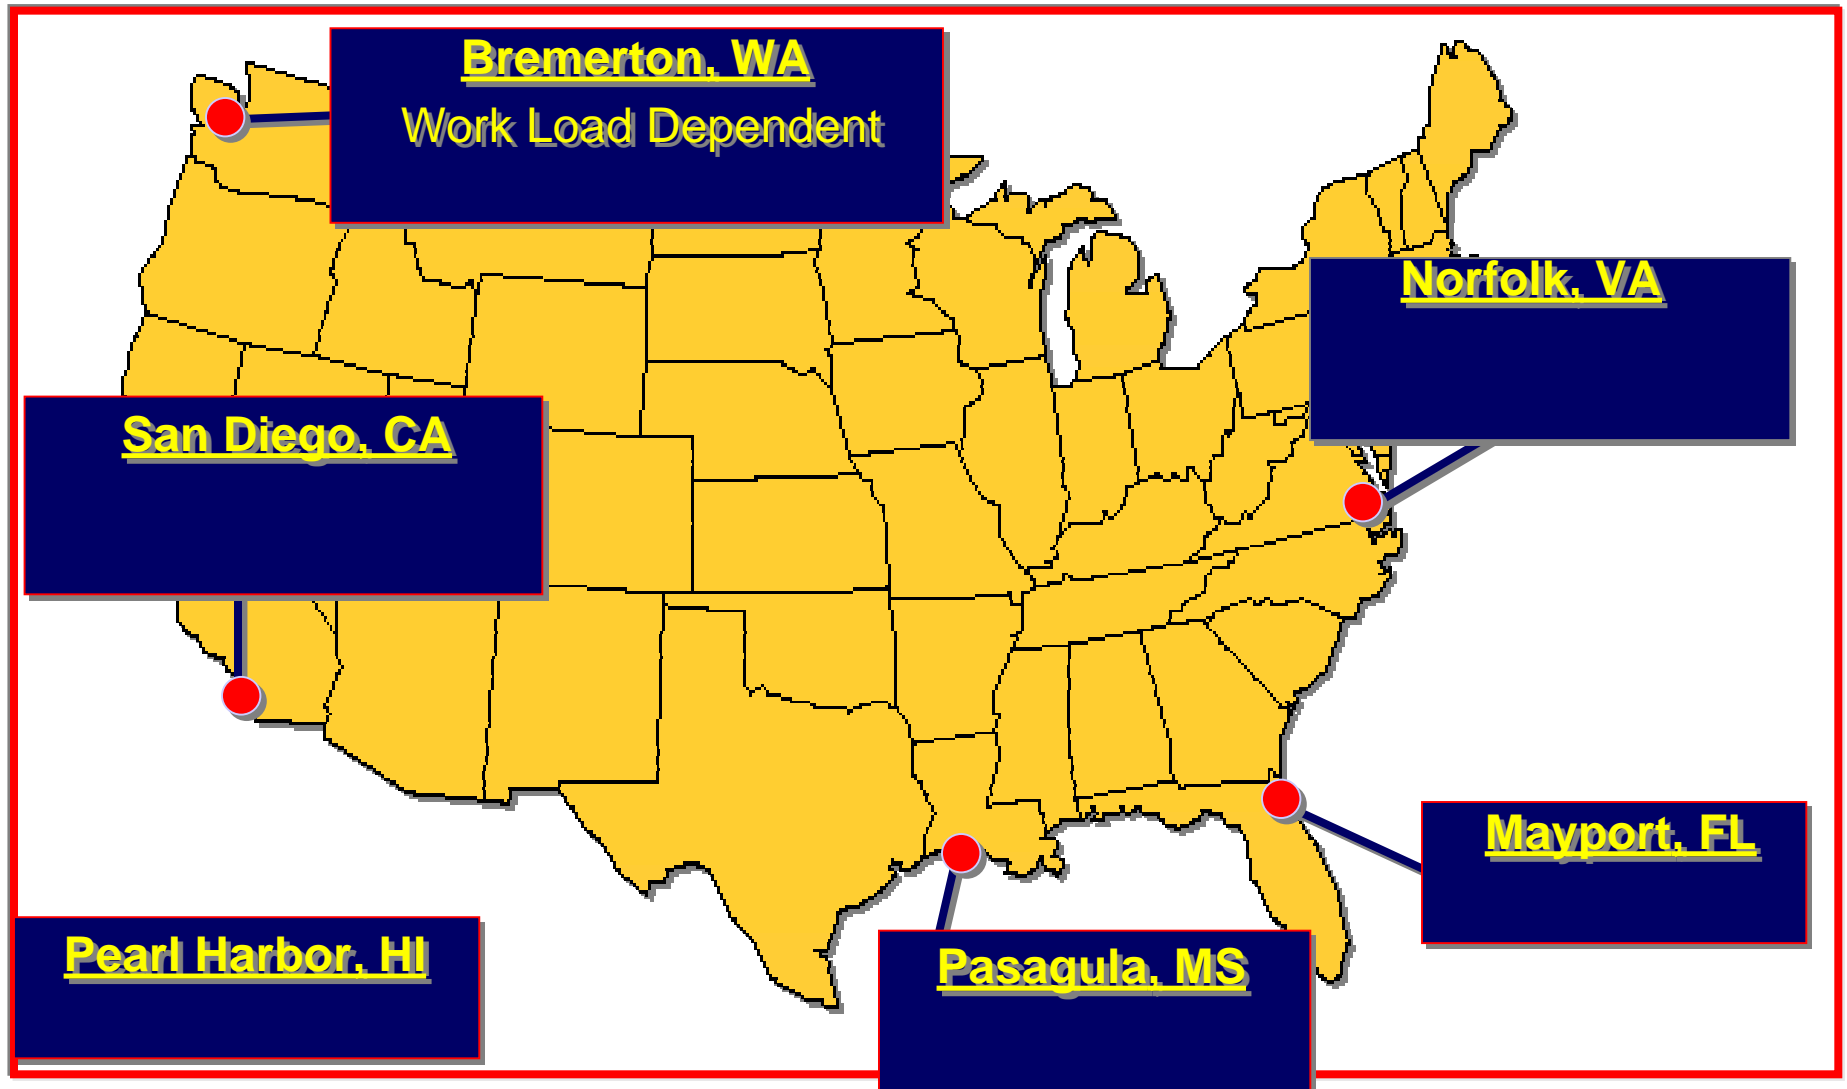 Bremerton, WA
Work Load Dependent
Norfolk, VA
San Diego, CA
Mayport, FL
Pearl Harbor, HI
Pasagula, MS